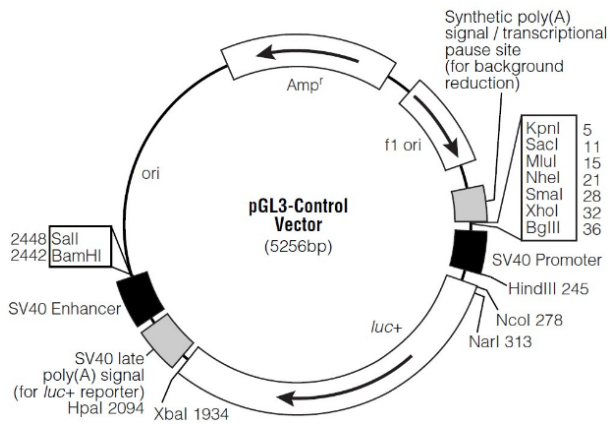 Synthetic poly(A)
signal / transcriptional
pause site
(for background
reduction)
Ampʳ
f1 ori
KpnI 5
SacI 11
MluI 15
NheI 21
SmaI 28
XhoI 32
BglII 36
ori
pGL3-Control
Vector
(5256bp)
2448 SalI
2442 BamHI
SV40 Promoter
HindIII 245
SV40 Enhancer
NcoI 278
luc+
NarI 313
SV40 late
poly(A) signal
(for luc+ reporter)
HpaI 2094
XbaI 1934